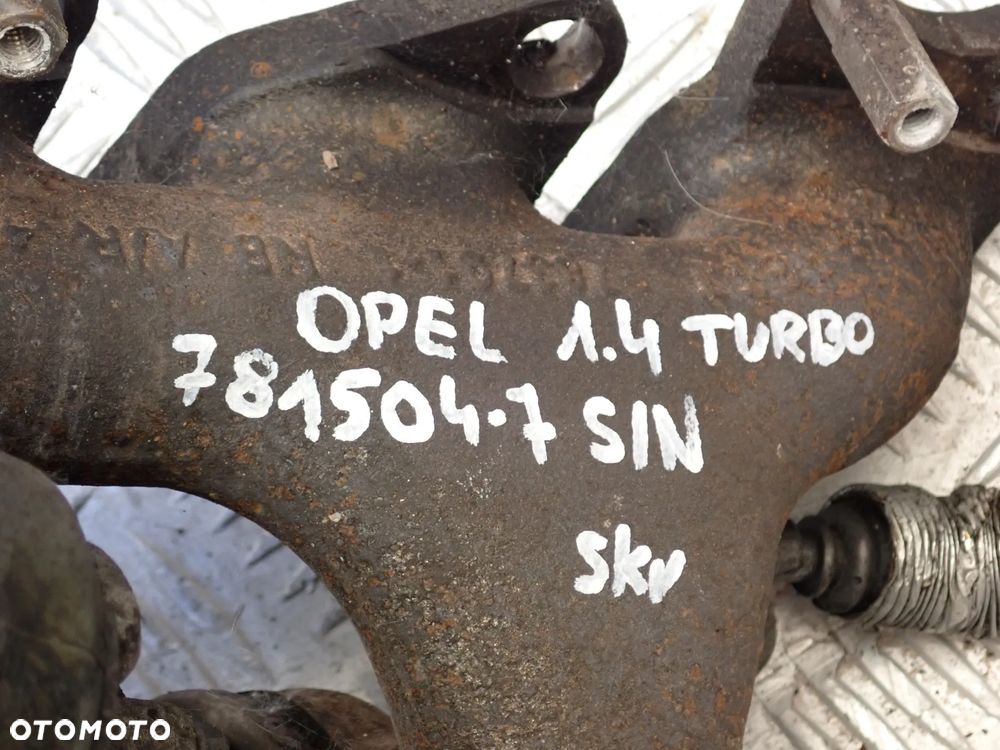 OPEL 1.4 TURBO
781504-7 SIN
skv
OTOMOTO